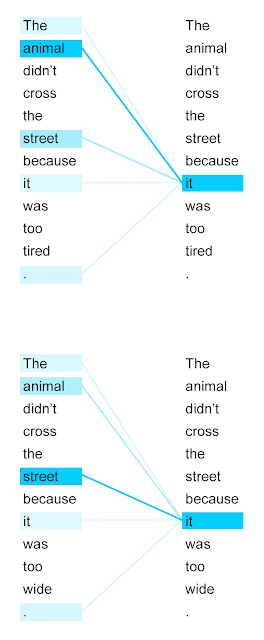 The The
animal animal
didn't didn't
cross cross
the the
street street
because because
it it
was was
too too
tired tired
. .
The The
animal animal
didn't didn't
cross cross
the the
street street
because because
it it
was was
too too
wide wide
. .